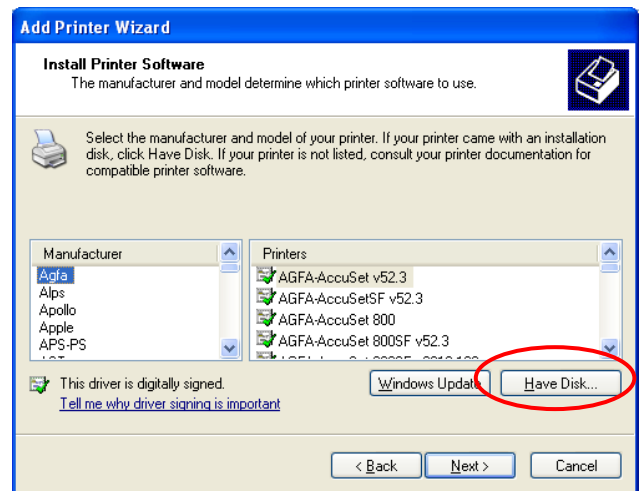 Add Printer Wizard
Install Printer Software
The manufacturer and model determine which printer software to use.
Select the manufacturer and model of your printer. If your printer came with an installation
disk, click Have Disk. If your printer is not listed, consult your printer documentation for
compatible printer software.
Manufacturer
Agfa
Alps
Apollo
Apple
APS-PS
Printers
AGFA-AccuSet v52.3
AGFA-AccuSetSF v52.3
AGFA-AccuSet 800
AGFA-AccuSet 800SF v52.3
This driver is digitally signed.
Tell me why driver signing is important
Windows Update
Have Disk...
< Back
Next >
Cancel